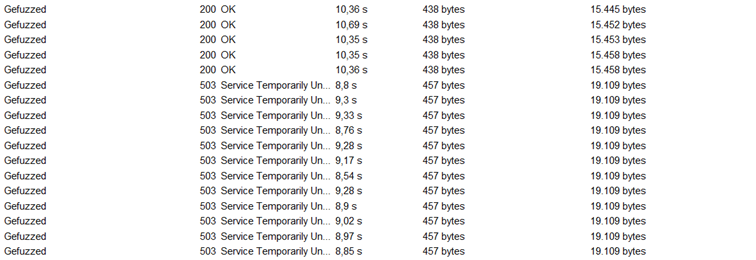 Gefuzzed 200 OK 10,36 s 438 bytes 15.445 bytes
Gefuzzed 200 OK 10,69 s 438 bytes 15.452 bytes
Gefuzzed 200 OK 10,35 s 438 bytes 15.453 bytes
Gefuzzed 200 OK 10,35 s 438 bytes 15.458 bytes
Gefuzzed 200 OK 10,36 s 438 bytes 15.458 bytes
Gefuzzed 503 Service Temporarily Un... 8,8 s 457 bytes 19.109 bytes
Gefuzzed 503 Service Temporarily Un... 9,3 s 457 bytes 19.109 bytes
Gefuzzed 503 Service Temporarily Un... 9,33 s 457 bytes 19.109 bytes
Gefuzzed 503 Service Temporarily Un... 8,76 s 457 bytes 19.109 bytes
Gefuzzed 503 Service Temporarily Un... 9,28 s 457 bytes 19.109 bytes
Gefuzzed 503 Service Temporarily Un... 9,17 s 457 bytes 19.109 bytes
Gefuzzed 503 Service Temporarily Un... 8,54 s 457 bytes 19.109 bytes
Gefuzzed 503 Service Temporarily Un... 9,28 s 457 bytes 19.109 bytes
Gefuzzed 503 Service Temporarily Un... 8,9 s 457 bytes 19.109 bytes
Gefuzzed 503 Service Temporarily Un... 9,02 s 457 bytes 19.109 bytes
Gefuzzed 503 Service Temporarily Un... 8,97 s 457 bytes 19.109 bytes
Gefuzzed 503 Service Temporarily Un... 8,85 s 457 bytes 19.109 bytes